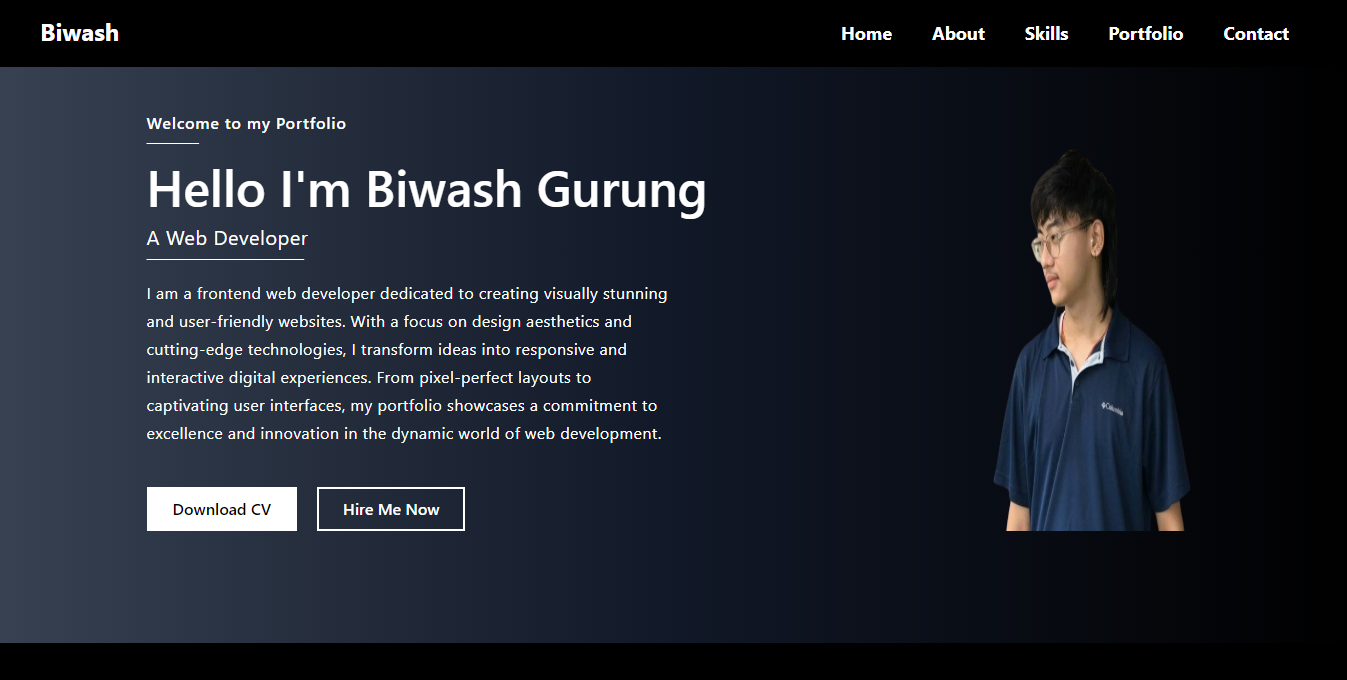 Biwash
Home About Skills Portfolio Contact
Welcome to my Portfolio
Hello I'm Biwash Gurung
A Web Developer
I am a frontend web developer dedicated to creating visually stunning
and user-friendly websites. With a focus on design aesthetics and
cutting-edge technologies, I transform ideas into responsive and
interactive digital experiences. From pixel-perfect layouts to
captivating user interfaces, my portfolio showcases a commitment to
excellence and innovation in the dynamic world of web development.
Download CV
Hire Me Now
Columbia